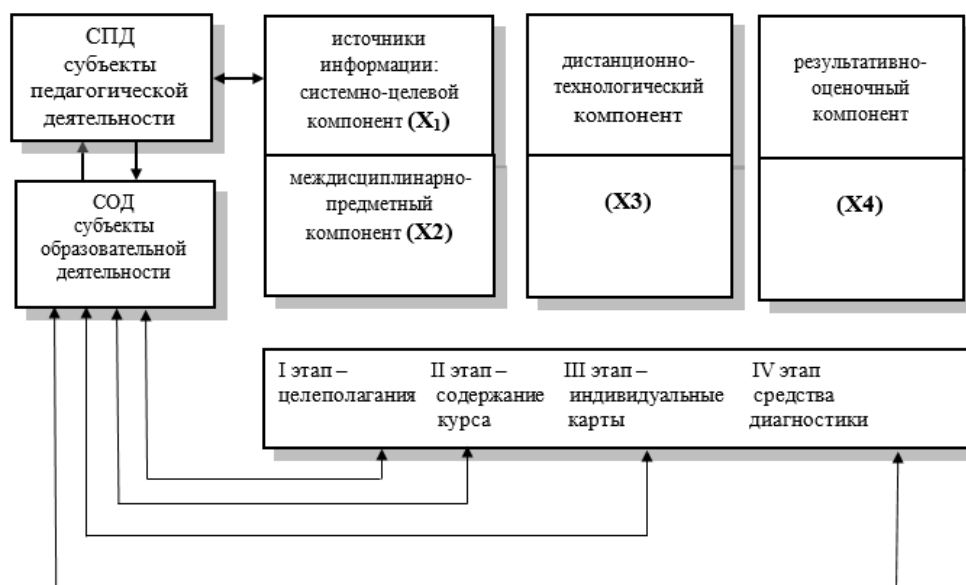 СПД
субъекты
педагогической
деятельности
источники
информации:
системно-целевой
компонент (X₁)
дистанционно-
технологический
компонент
результативно-
оценочный
компонент
СОД
субъекты
образовательной
деятельности
междисциплинарно-
предметный
компонент (X2)
(X3)
(X4)
I этап –
целеполагания
II этап –
содержание
курса
III этап –
индивидуальные
карты
IV этап
средства
диагностики